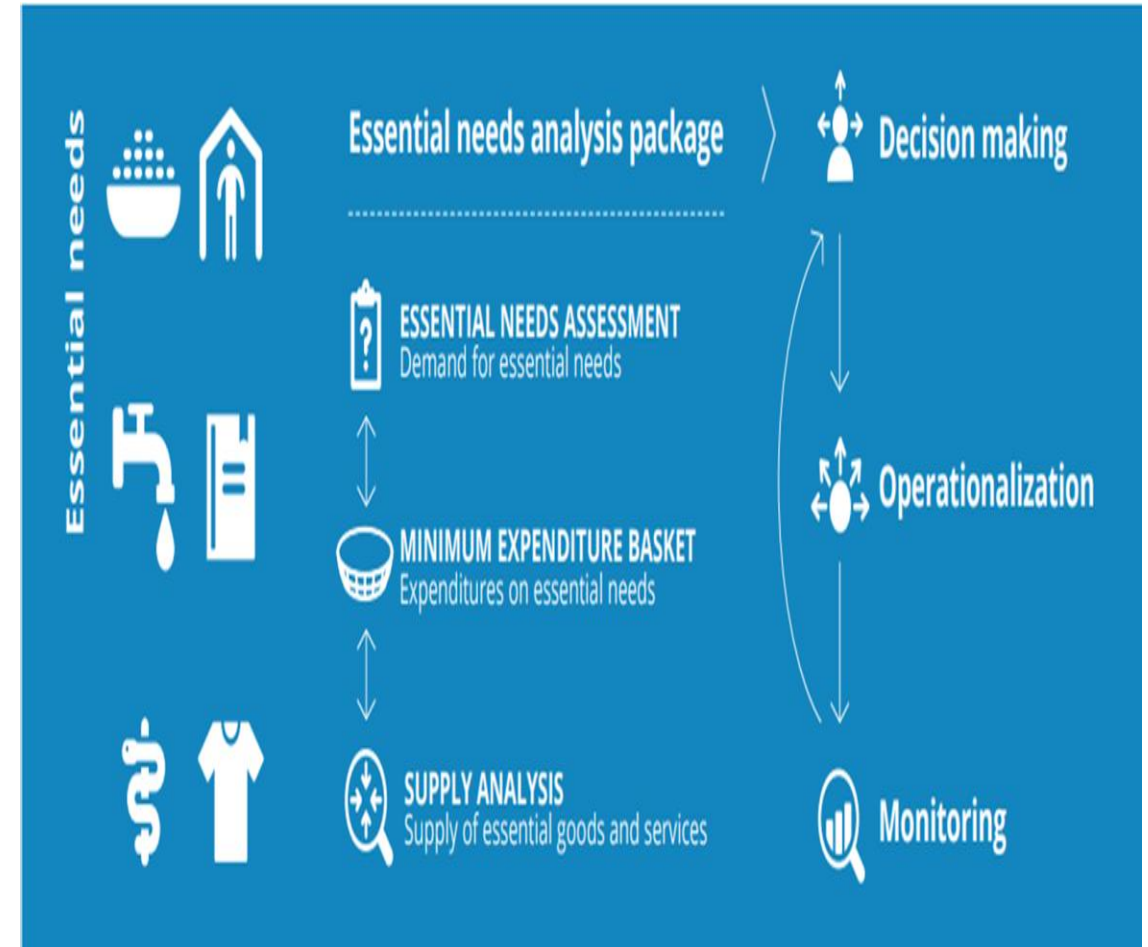 Essential needs
Essential needs analysis package
ESSENTIAL NEEDS ASSESSMENT
Demand for essential needs
MINIMUM EXPENDITURE BASKET
Expenditures on essential needs
SUPPLY ANALYSIS
Supply of essential goods and services
Decision making
Operationalization
Monitoring